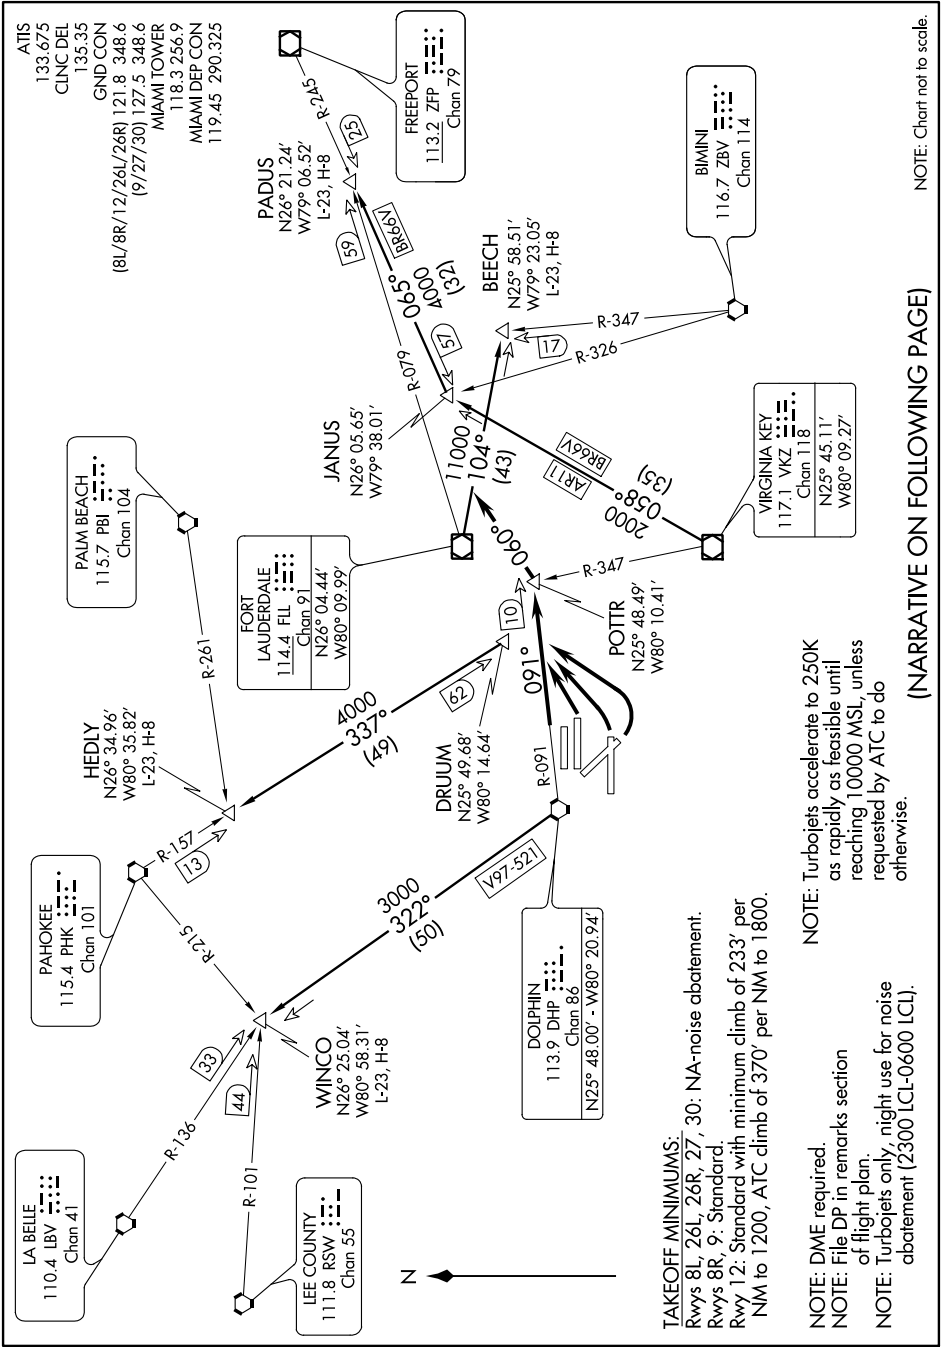 ATIS
133.675
CLNC DEL
135.35
GND CON
(8L/8R/12/26L/26R) 121.8 348.6
(9/27/30) 127.5 348.6
MIAMI TOWER
118.3 256.9
MIAMI DEP CON
119.45 290.325
LA BELLE
110.4 LBV
Chan 41
R-136
33
LEE COUNTY
111.8 RSW
Chan 55
R-101
44
N
PAHOKEE
115.4 PHK
Chan 101
R-215
R-157
13
WINCO
N26° 25.04′
W80° 58.31′
L-23, H-8
HEDLY
N26° 34.96′
W80° 35.82′
L-23, H-8
PALM BEACH
115.7 PBI
Chan 104
R-261
3000
322°
(50)
V97-521
4000
337°
(49)
62
DRUUM
N25° 49.68′
W80° 14.64′
DOLPHIN
113.9 DHP
Chan 86
N25° 48.00′ - W80° 20.94′
R-091
091°
10
FORT
LAUDERDALE
114.4 FLL
Chan 91
N26° 04.44′
W80° 09.99′
POTTR
N25° 48.49′
W80° 10.41′
060°
R-347
11000
104°
(43)
R-079
59
JANUS
N26° 05.65′
W79° 38.01′
57
2000
058°
(35)
AR11
BR66V
VIRGINIA KEY
117.1 VKZ
Chan 118
N25° 45.11′
W80° 09.27′
065°
4000
(32)
BR66V
PADUS
N26° 21.24′
W79° 06.52′
L-23, H-8
R-245
25
FREEPORT
113.2 ZFP
Chan 79
BEECH
N25° 58.51′
W79° 23.05′
L-23, H-8
17
R-347
R-326
BIMINI
116.7 ZBV
Chan 114
TAKEOFF MINIMUMS:
Rwys 8L, 26L, 26R, 27, 30: NA-noise abatement.
Rwys 8R, 9: Standard.
Rwy 12: Standard with minimum climb of 233′ per
NM to 1200, ATC climb of 370′ per NM to 1800.
NOTE: DME required.
NOTE: File DP in remarks section
of flight plan.
NOTE: Turbojets only, night use for noise
abatement (2300 LCL-0600 LCL).
NOTE: Turbojets accelerate to 250K
as rapidly as feasible until
reaching 10000 MSL, unless
requested by ATC to do
otherwise.
(NARRATIVE ON FOLLOWING PAGE)
NOTE: Chart not to scale.